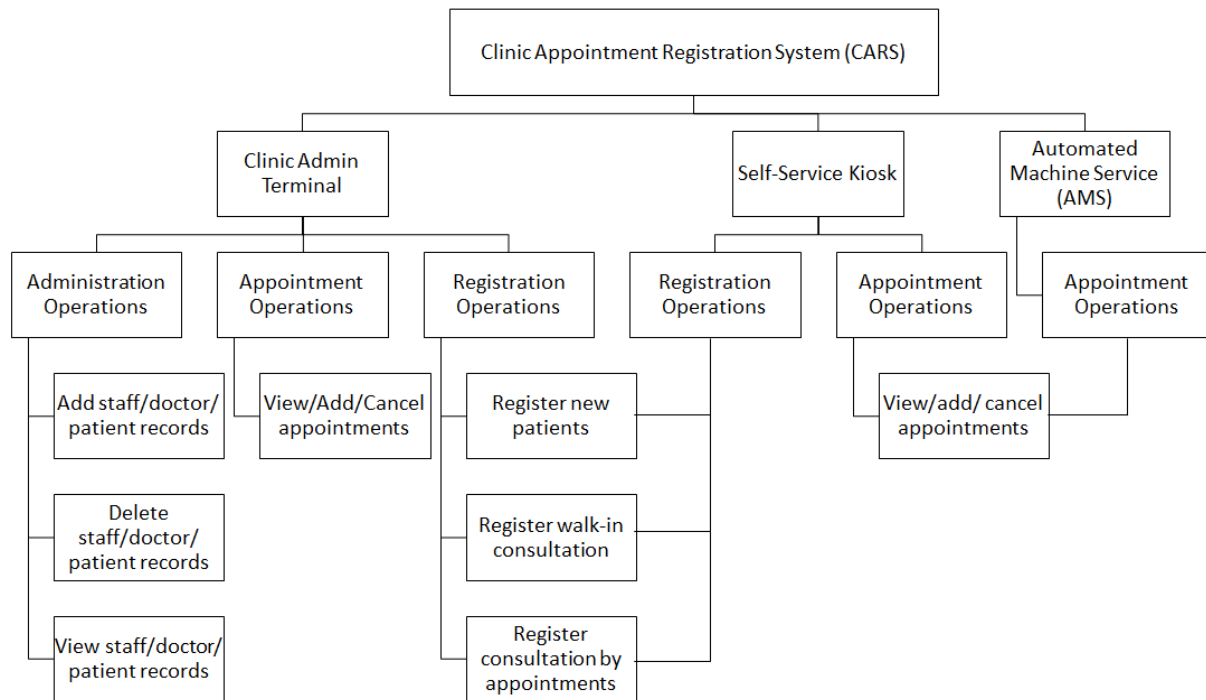 Clinic Appointment Registration System (CARS)
Clinic Admin
Terminal
Self-Service Kiosk
Automated
Machine Service
(AMS)
Administration
Operations
Appointment
Operations
Registration
Operations
Registration
Operations
Appointment
Operations
Appointment
Operations
Add staff/doctor/
patient records
View/Add/Cancel
appointments
Register new
patients
View/add/ cancel
appointments
Delete
staff/doctor/
patient records
Register walk-in
consultation
View staff/doctor/
patient records
Register
consultation by
appointments